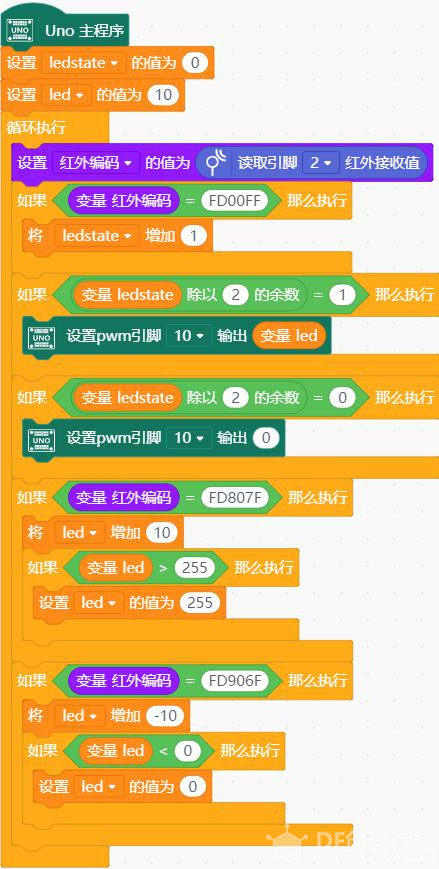 UNO Uno 主程序
设置 ledstate 的值为 0
设置 led 的值为 10
循环执行
设置 红外编码 的值为 读取引脚 2 红外接收值
如果 变量 红外编码 = FD00FF 那么执行
将 ledstate 增加 1
如果 变量 ledstate 除以 2 的余数 = 1 那么执行
UNO 设置pwm引脚 10 输出 变量 led
如果 变量 ledstate 除以 2 的余数 = 0 那么执行
UNO 设置pwm引脚 10 输出 0
如果 变量 红外编码 = FD807F 那么执行
将 led 增加 10
如果 变量 led > 255 那么执行
设置 led 的值为 255
如果 变量 红外编码 = FD906F 那么执行
将 led 增加 -10
如果 变量 led < 0 那么执行
设置 led 的值为 0